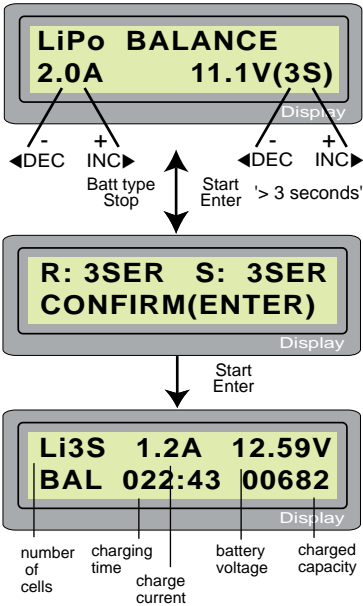 LiPo BALANCE
2.0A 11.1V(3S)
Display
- + - +
◀DEC INC▶ ◀DEC INC▶
Batt type Start '> 3 seconds'
Stop Enter
R: 3SER S: 3SER
CONFIRM(ENTER)
Display
Start
Enter
Li3S 1.2A 12.59V
BAL 022:43 00682
Display
number of cells
charging time
charge current
battery voltage
charged capacity